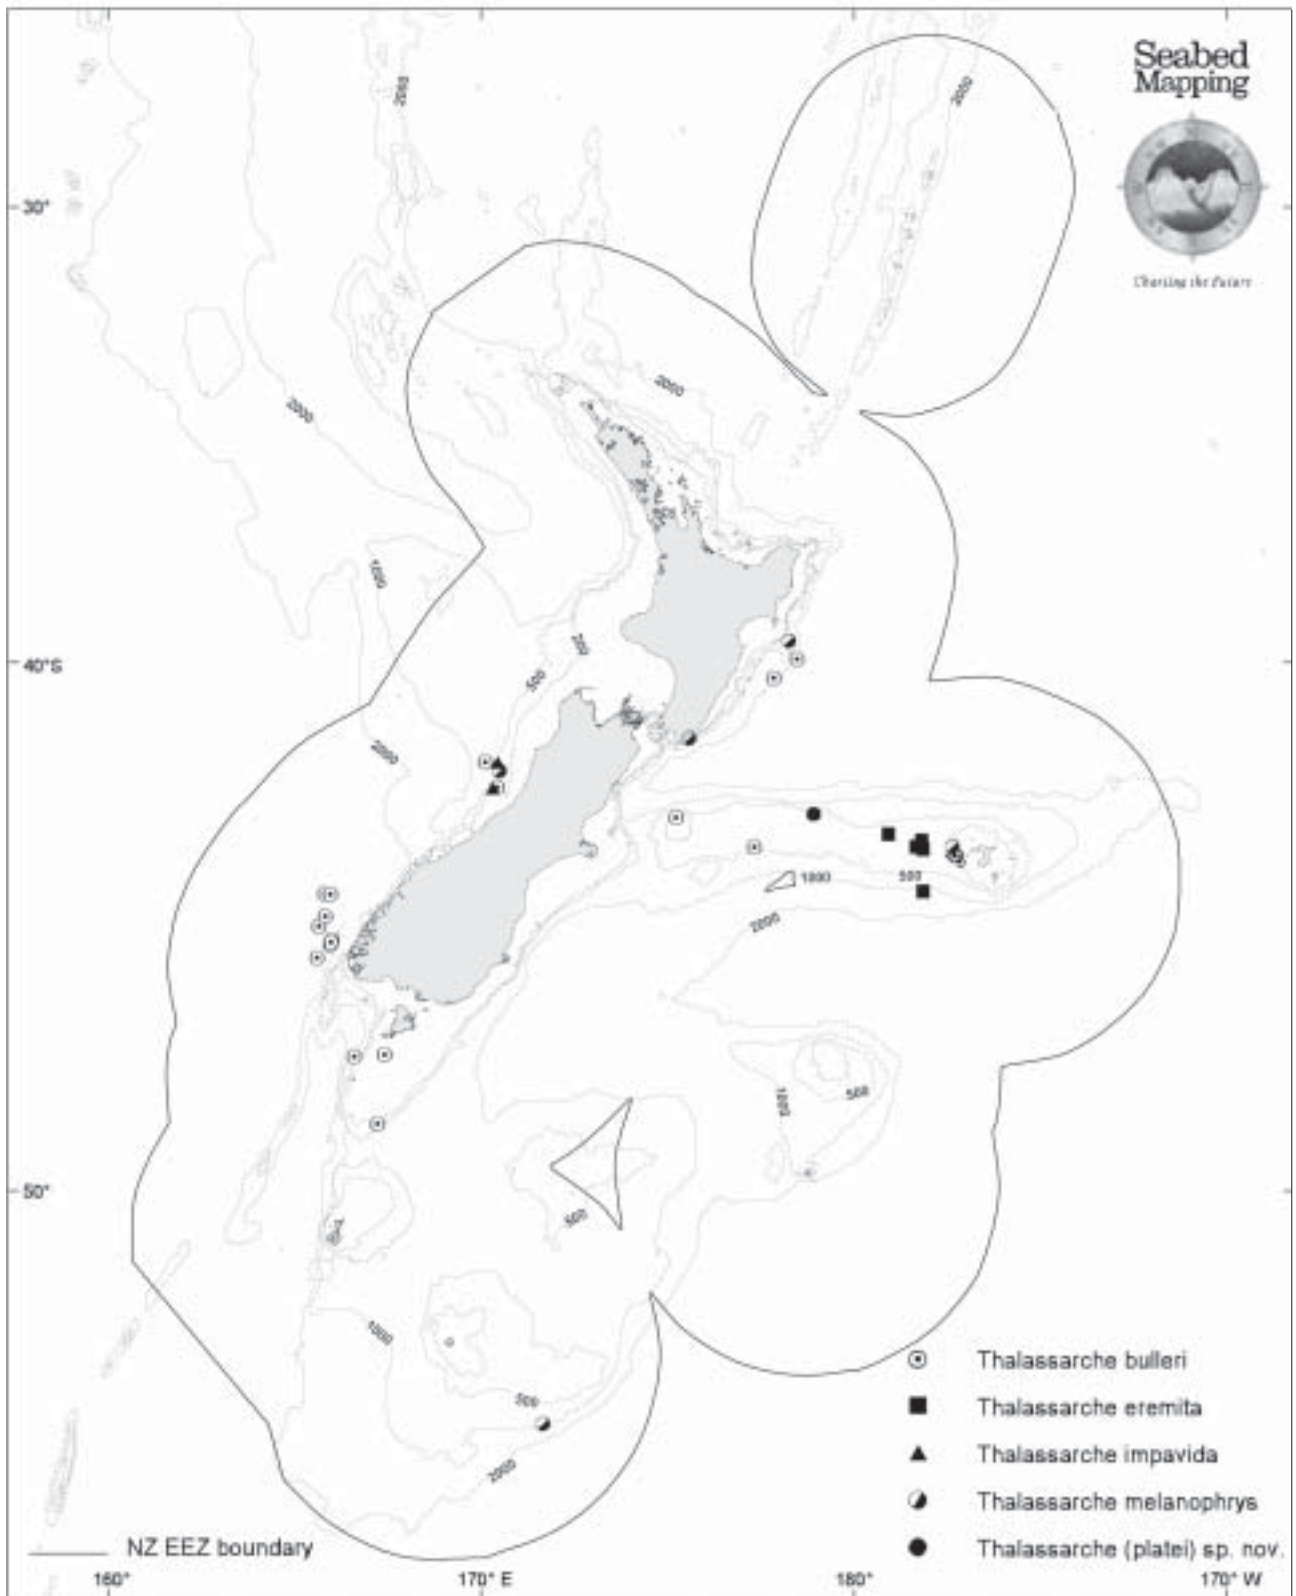 Seabed
Mapping
Charting the Future
2000
2000
30°
2000
2000
1000
200
40°S
500
2000
1000
500
2000
1000
500
50°
500
1000
500
2000
Thalassarche bulleri
Thalassarche eremita
Thalassarche impavida
Thalassarche melanophrys
Thalassarche (platei) sp. nov.
NZ EEZ boundary
160°
170° E
180°
170° W